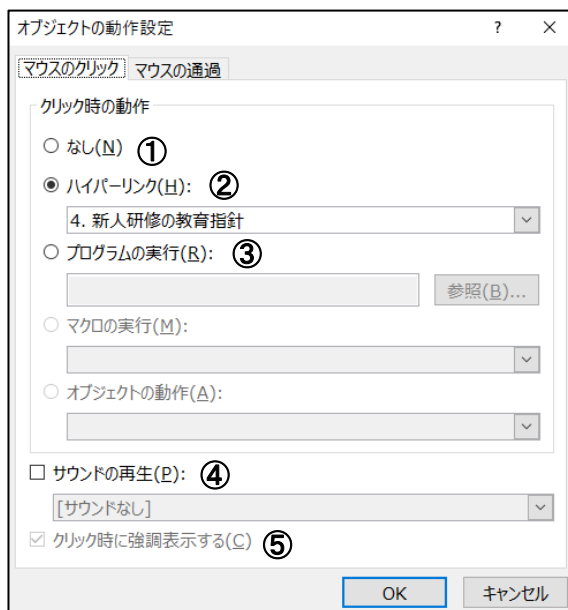 オブジェクトの動作設定 ? ×
マウスのクリック マウスの通過
クリック時の動作
なし(N) ①
ハイパーリンク(H): ②
4. 新人研修の教育指針
プログラムの実行(R): ③
参照(B)...
マクロの実行(M):
オブジェクトの動作(A):
サウンドの再生(P): ④
[サウンドなし]
クリック時に強調表示する(C) ⑤
OK キャンセル